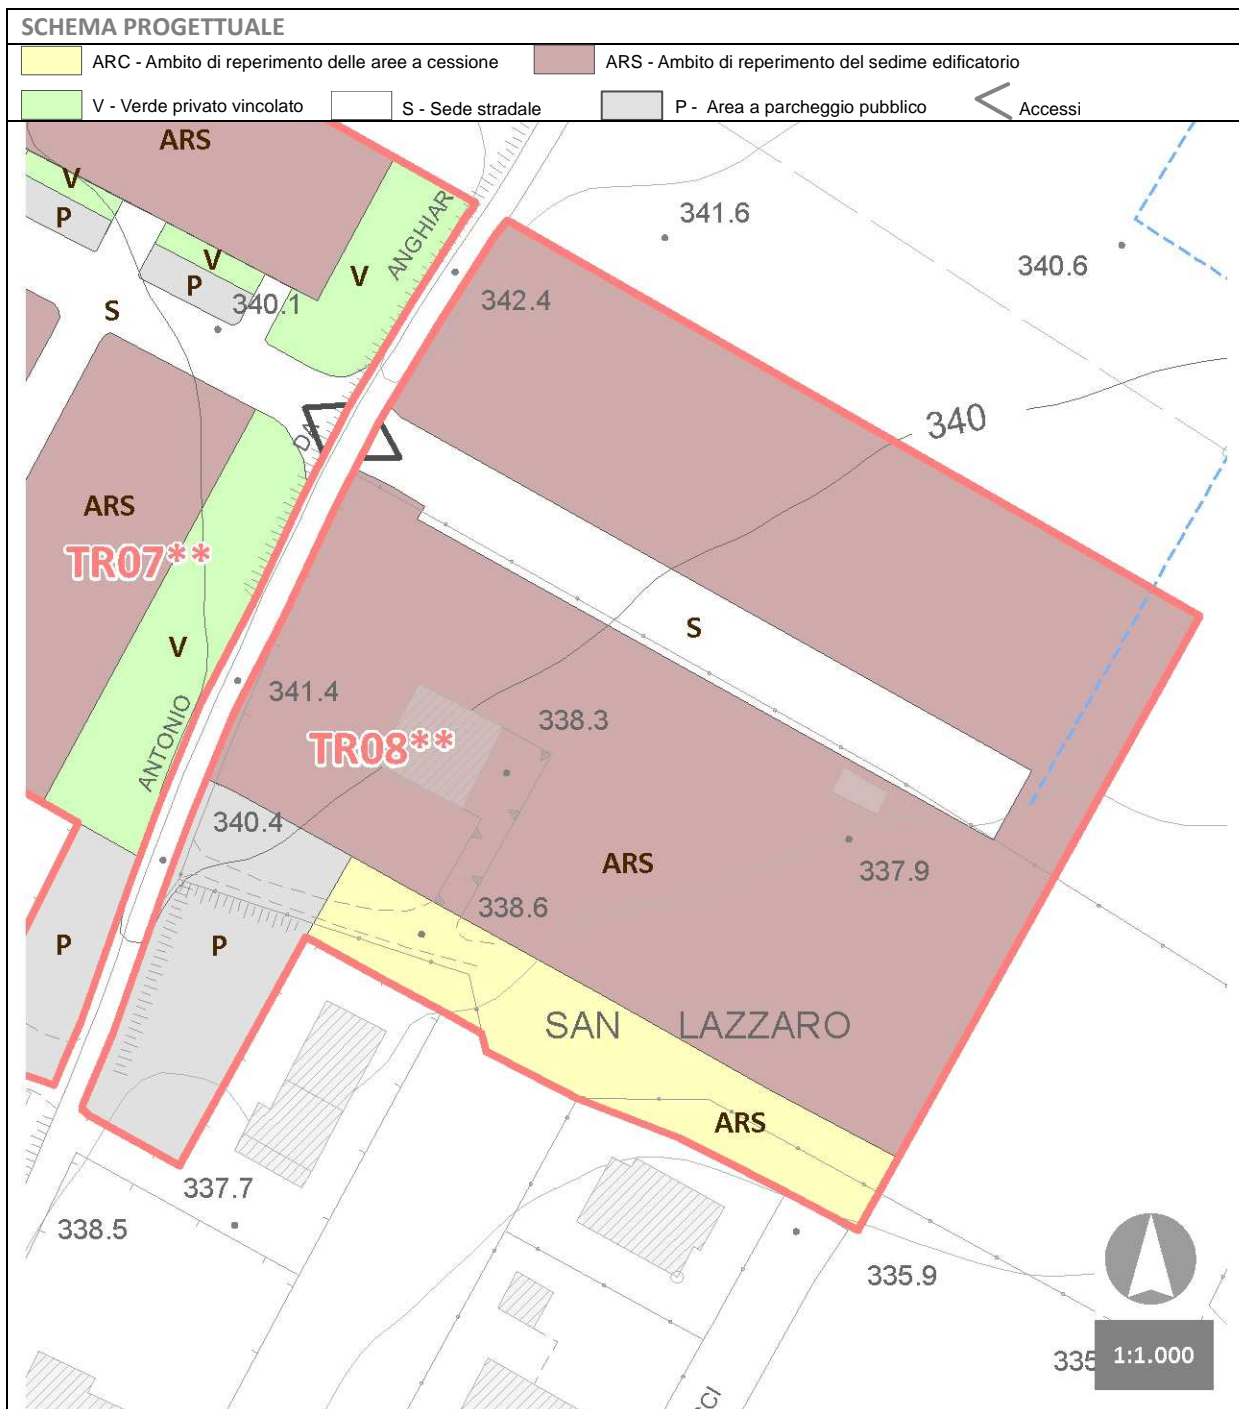 SCHEMA PROGETTUALE
ARC - Ambito di reperimento delle aree a cessione
ARS - Ambito di reperimento del sedime edificatorio
V - Verde privato vincolato
S - Sede stradale
P - Area a parcheggio pubblico
Accessi
ARS
V
P
V
P
V
ANGHIAR
341.6
340.6
S
340.1
342.4
340
DA
ARS
TR07**
S
V
341.4
338.3
ANTONIO
TR08**
340.4
ARS
337.9
338.6
P
P
SAN LAZZARO
ARS
337.7
338.5
335.9
335
1:1.000
CI